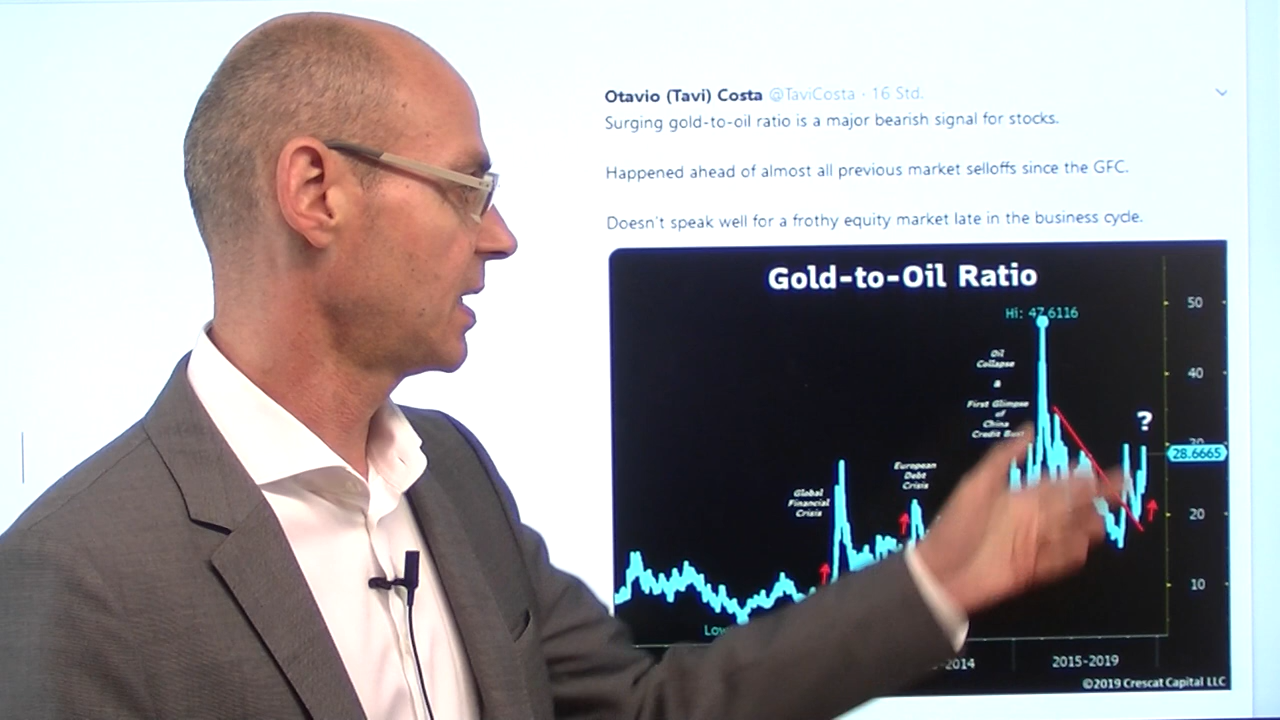 Otavio (Tavi) Costa @TaviCosta · 16 Std.
Surging gold-to-oil ratio is a major bearish signal for stocks.
Happened ahead of almost all previous market selloffs since the GFC.
Doesn't speak well for a frothy equity market late in the business cycle.
Gold-to-Oil Ratio
Hi: 47.6116
50
Oil
Collapse
&
First Glimpse
of
China
Credit Bust
40
?
28.6665
European
Debt
Crisis
Global
Financial
Crisis
20
10
Low
-2014
2015-2019
©2019 Crescat Capital LLC